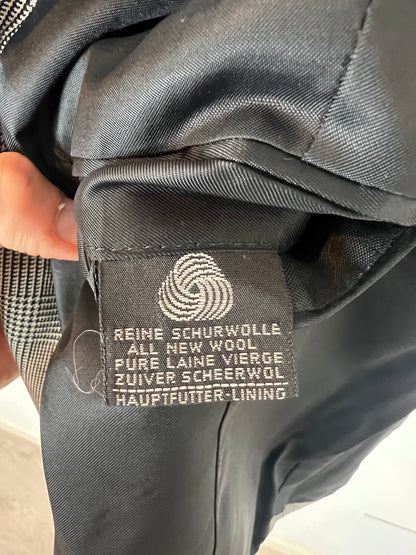 REINE SCHURWOLLE
ALL NEW WOOL
PURE LAINE VIERGE
ZUIVER SCHEERWOL
HAUPTFUTTER-LINING